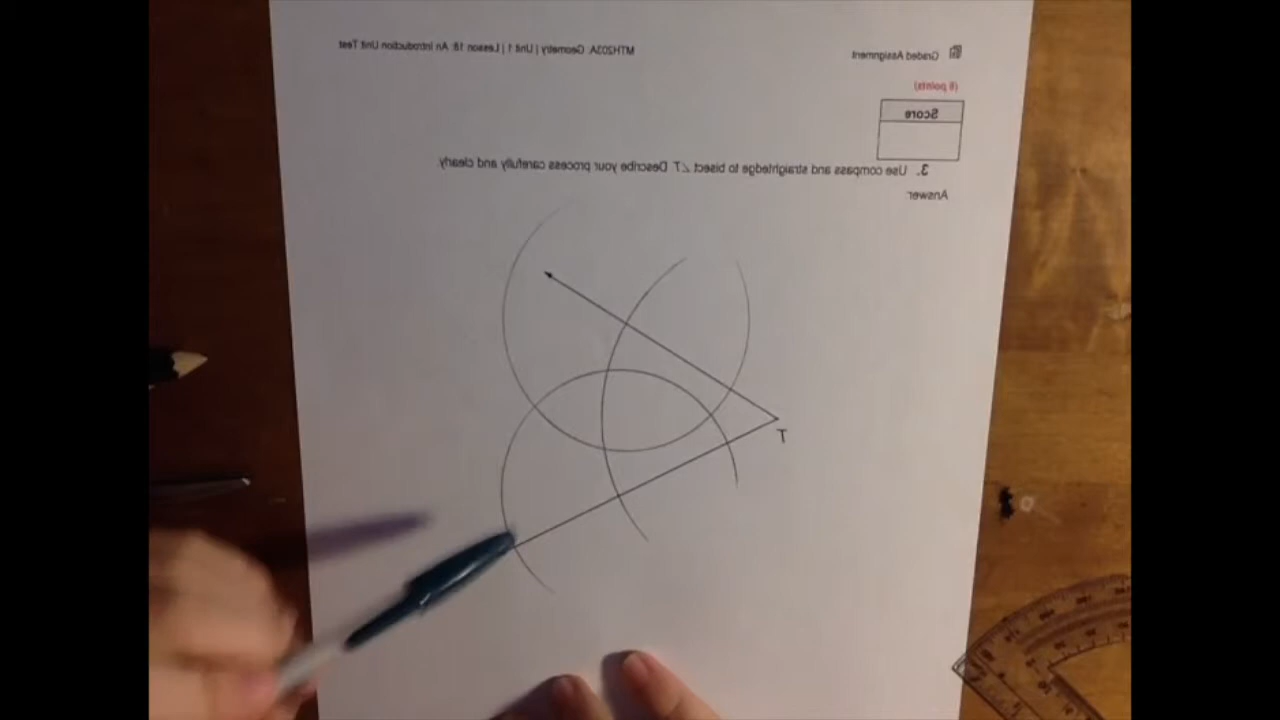 Graded Assignment
MTH203A: Geometry | Unit 1 | Lesson 18: An Introduction Unit Test
(6 points)
Score
3. Use compass and straightedge to bisect ∠T. Describe your process carefully and clearly.
Answer:
T